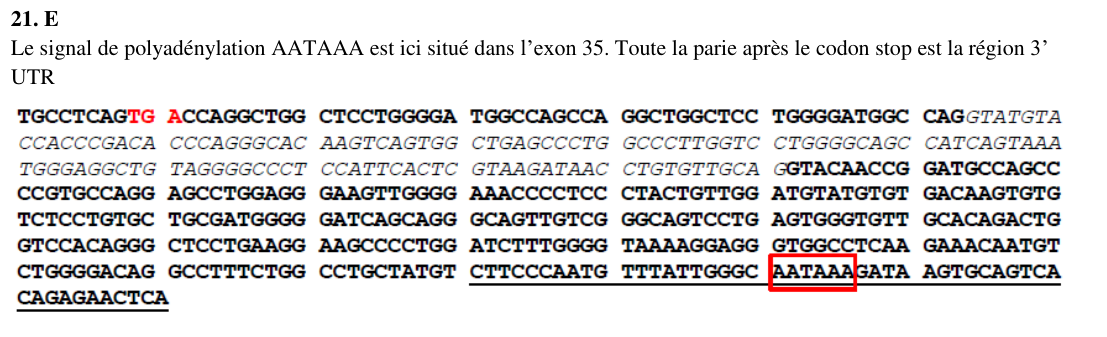 21. E
Le signal de polyadénylation AATAAA est ici situé dans l’exon 35. Toute la parie après le codon stop est la région 3’
UTR
TGCCTCAGTG ACCAGGCTGG CTCCTGGGGA TGGCCAGCCA GGCTGGCTCC TGGGGATGGC CAGGTATGTA
CCACCCGACA CCCAGGGCAC AAGTCAGTGG CTGAGCCCTG GCCCTTGGTC CTGGGGCAGC CATCAGTAAA
TGGGAGGCTG TAGGGGCCCT CCATTCACTC GTAAGATAAC CTGTGTTGCA GGTACAACCG GATGCCAGCC
CCGTGCCAGG AGCCTGGAGG GAAGTTGGGG AAACCCCTCC CTACTGTTGG ATGTATGTGT GACAAGTGTG
TCTCCTGTGC TGCGATGGGG GATCAGCAGG GCAGTTGTCG GGCAGTCCTG AGTGGGTGTT GCACAGACTG
GTCCACAGGG CTCCTGAAGG AAGCCCCTGG ATCTTTGGGG TAAAAGGAGG GTGGCCTCAA GAAACAATGT
CTGGGGACAG GCCTTTCTGG CCTGCTATGT CTTCCCAATG TTTATTGGGC AATAAAGATA AGTGCAGTCA
CAGAGAACTCA